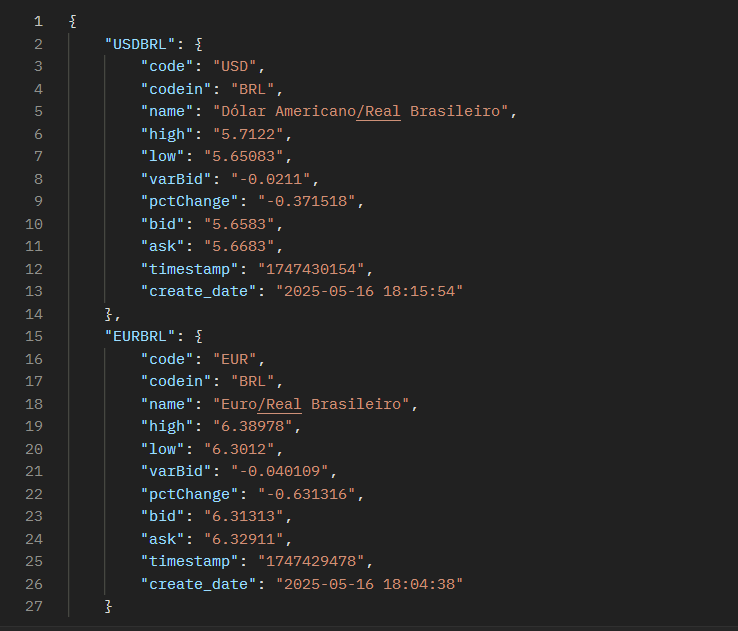 1 {
2 "USDBRL": {
3 "code": "USD",
4 "codein": "BRL",
5 "name": "Dólar Americano/Real Brasileiro",
6 "high": "5.7122",
7 "low": "5.65083",
8 "varBid": "-0.0211",
9 "pctChange": "-0.371518",
10 "bid": "5.6583",
11 "ask": "5.6683",
12 "timestamp": "1747430154",
13 "create_date": "2025-05-16 18:15:54"
14 },
15 "EURBRL": {
16 "code": "EUR",
17 "codein": "BRL",
18 "name": "Euro/Real Brasileiro",
19 "high": "6.38978",
20 "low": "6.3012",
21 "varBid": "-0.040109",
22 "pctChange": "-0.631316",
23 "bid": "6.31313",
24 "ask": "6.32911",
25 "timestamp": "1747429478",
26 "create_date": "2025-05-16 18:04:38"
27 }